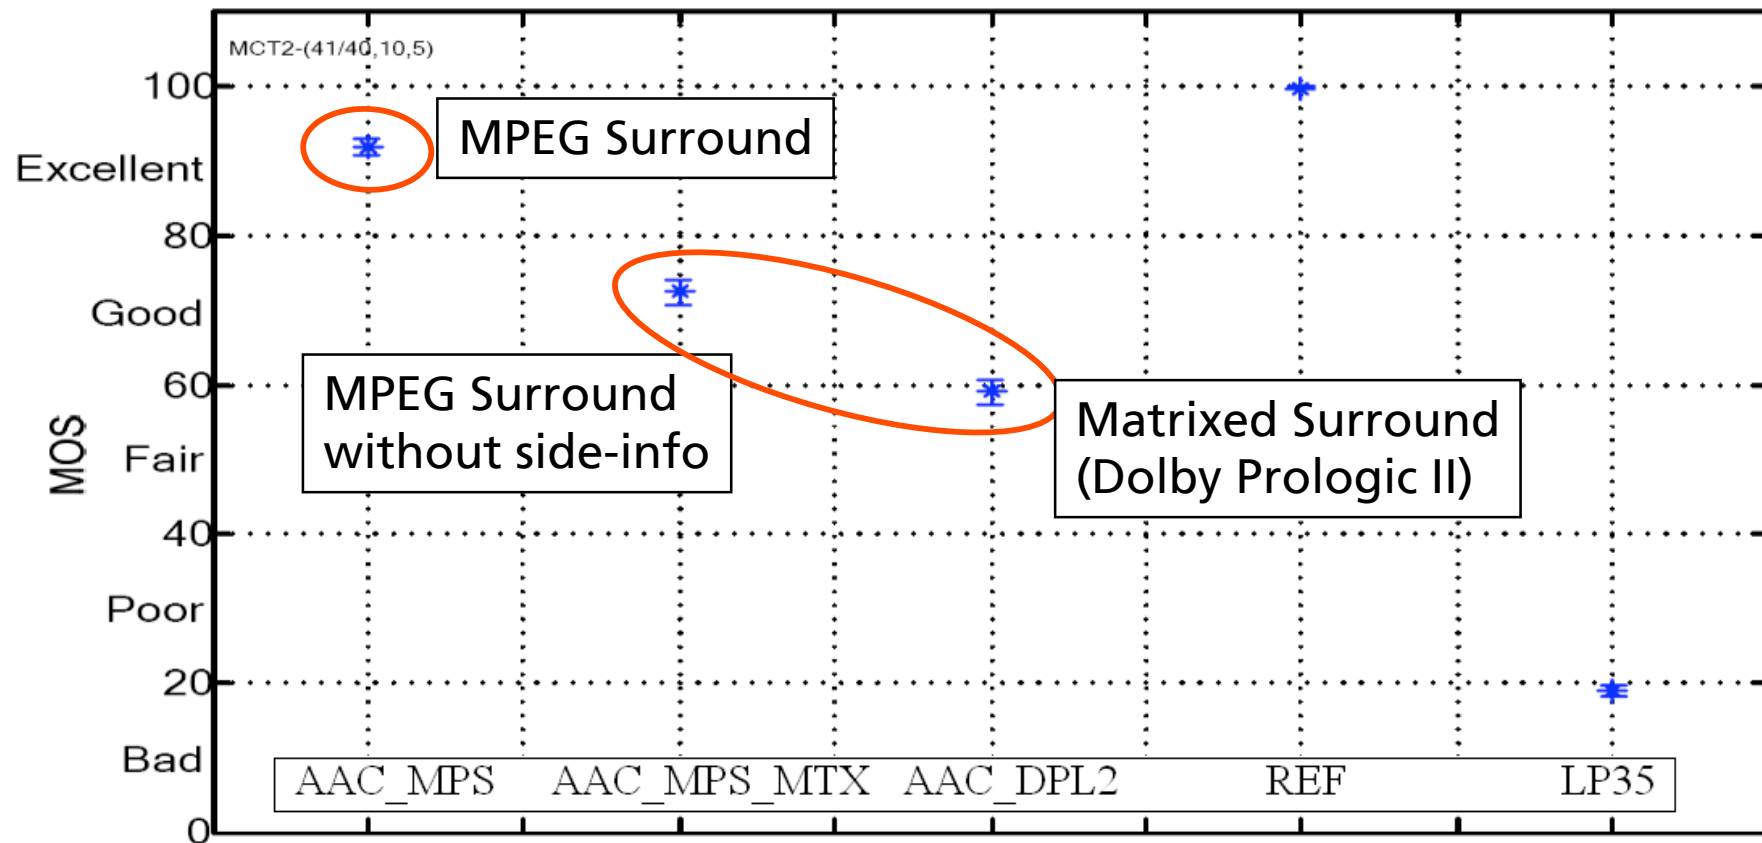 MCT2-(41/40,10,5)
100
MPEG Surround
Excellent
80
Good
60
MPEG Surround
without side-info
Matrixed Surround
(Dolby Prologic II)
MOS
Fair
40
Poor
20
Bad
AAC_MPS AAC_MPS_MTX AAC_DPL2 REF LP35
0